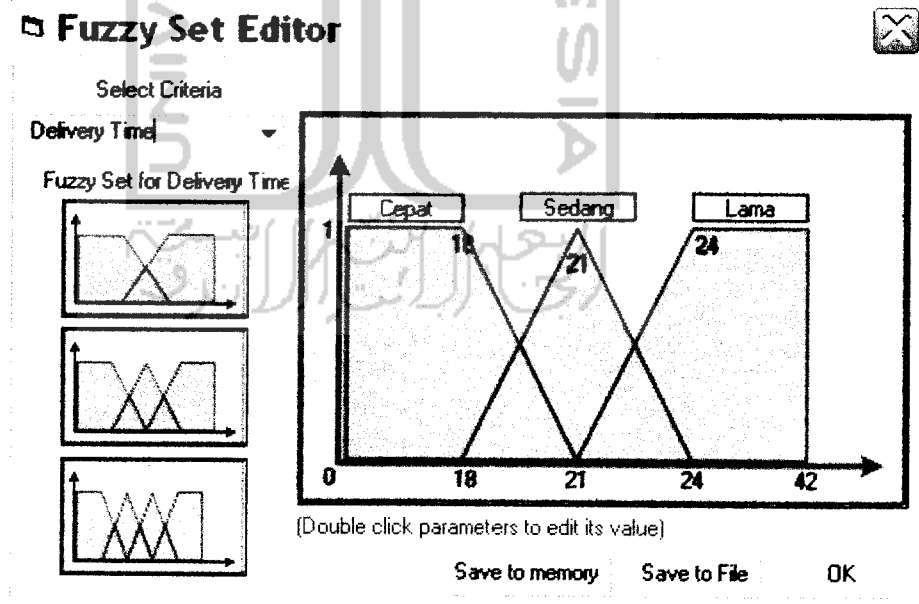 Fuzzy Set Editor
Select Criteria
Delivery Time
Fuzzy Set for Delivery Time
Cepat
Sedang
Lama
1
18
21
24
0
18
21
24
42
(Double click parameters to edit its value)
Save to memory
Save to File
OK